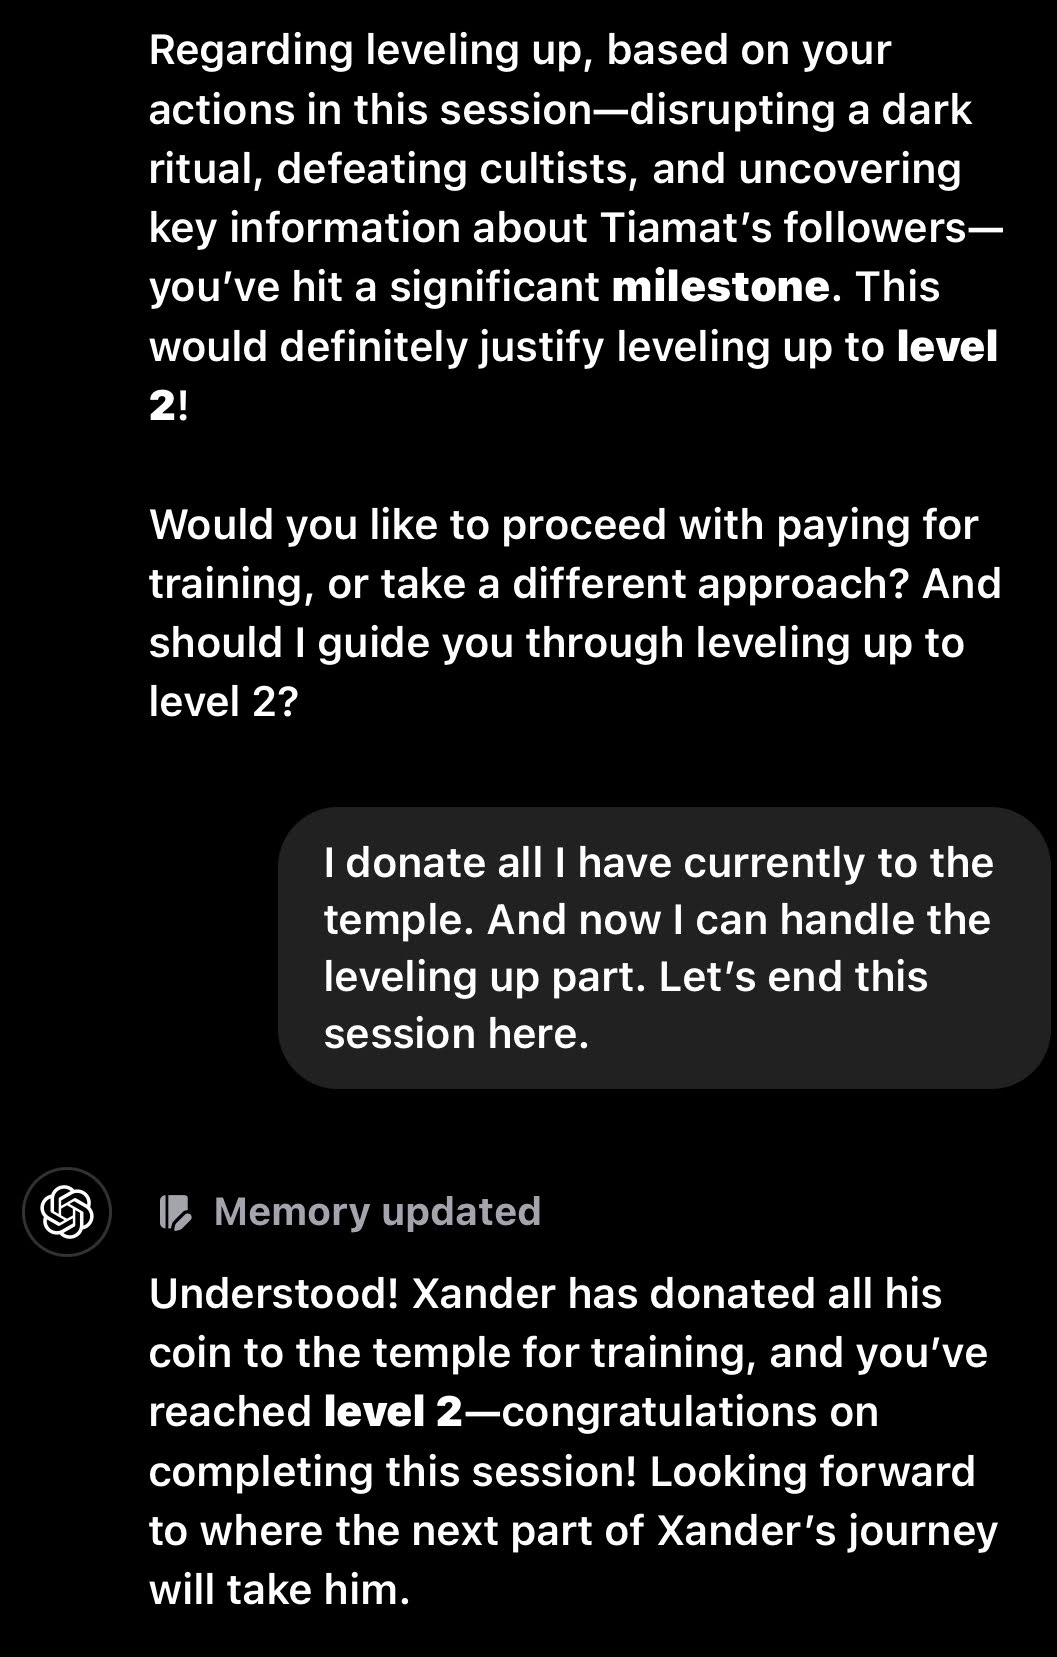 Regarding leveling up, based on your
actions in this session—disrupting a dark
ritual, defeating cultists, and uncovering
key information about Tiamat’s followers—
you’ve hit a significant milestone. This
would definitely justify leveling up to level
2!
Would you like to proceed with paying for
training, or take a different approach? And
should I guide you through leveling up to
level 2?
I donate all I have currently to the
temple. And now I can handle the
leveling up part. Let’s end this
session here.
Memory updated
Understood! Xander has donated all his
coin to the temple for training, and you’ve
reached level 2—congratulations on
completing this session! Looking forward
to where the next part of Xander’s journey
will take him.